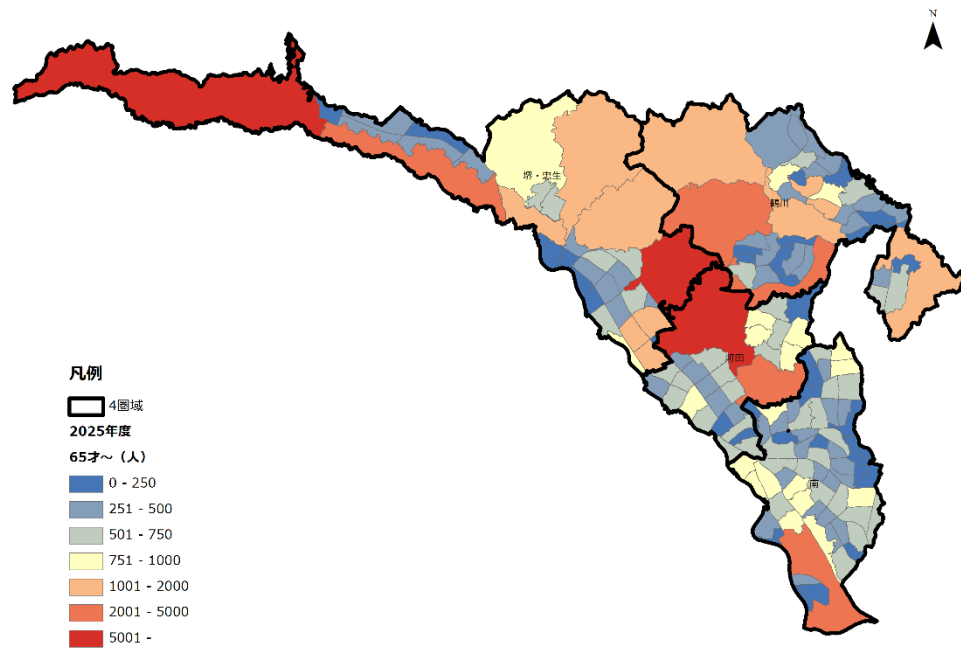 N
堺・忠生
鶴川
町田
南
凡例
4圏域
2025年度
65才～（人）
0 - 250
251 - 500
501 - 750
751 - 1000
1001 - 2000
2001 - 5000
5001 -